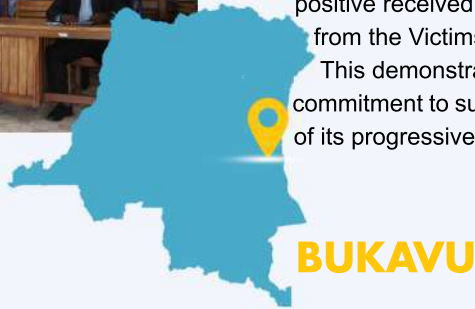 positive received
from the Victims
This demonstra
commitment to su
of its progressive
BUKAVU